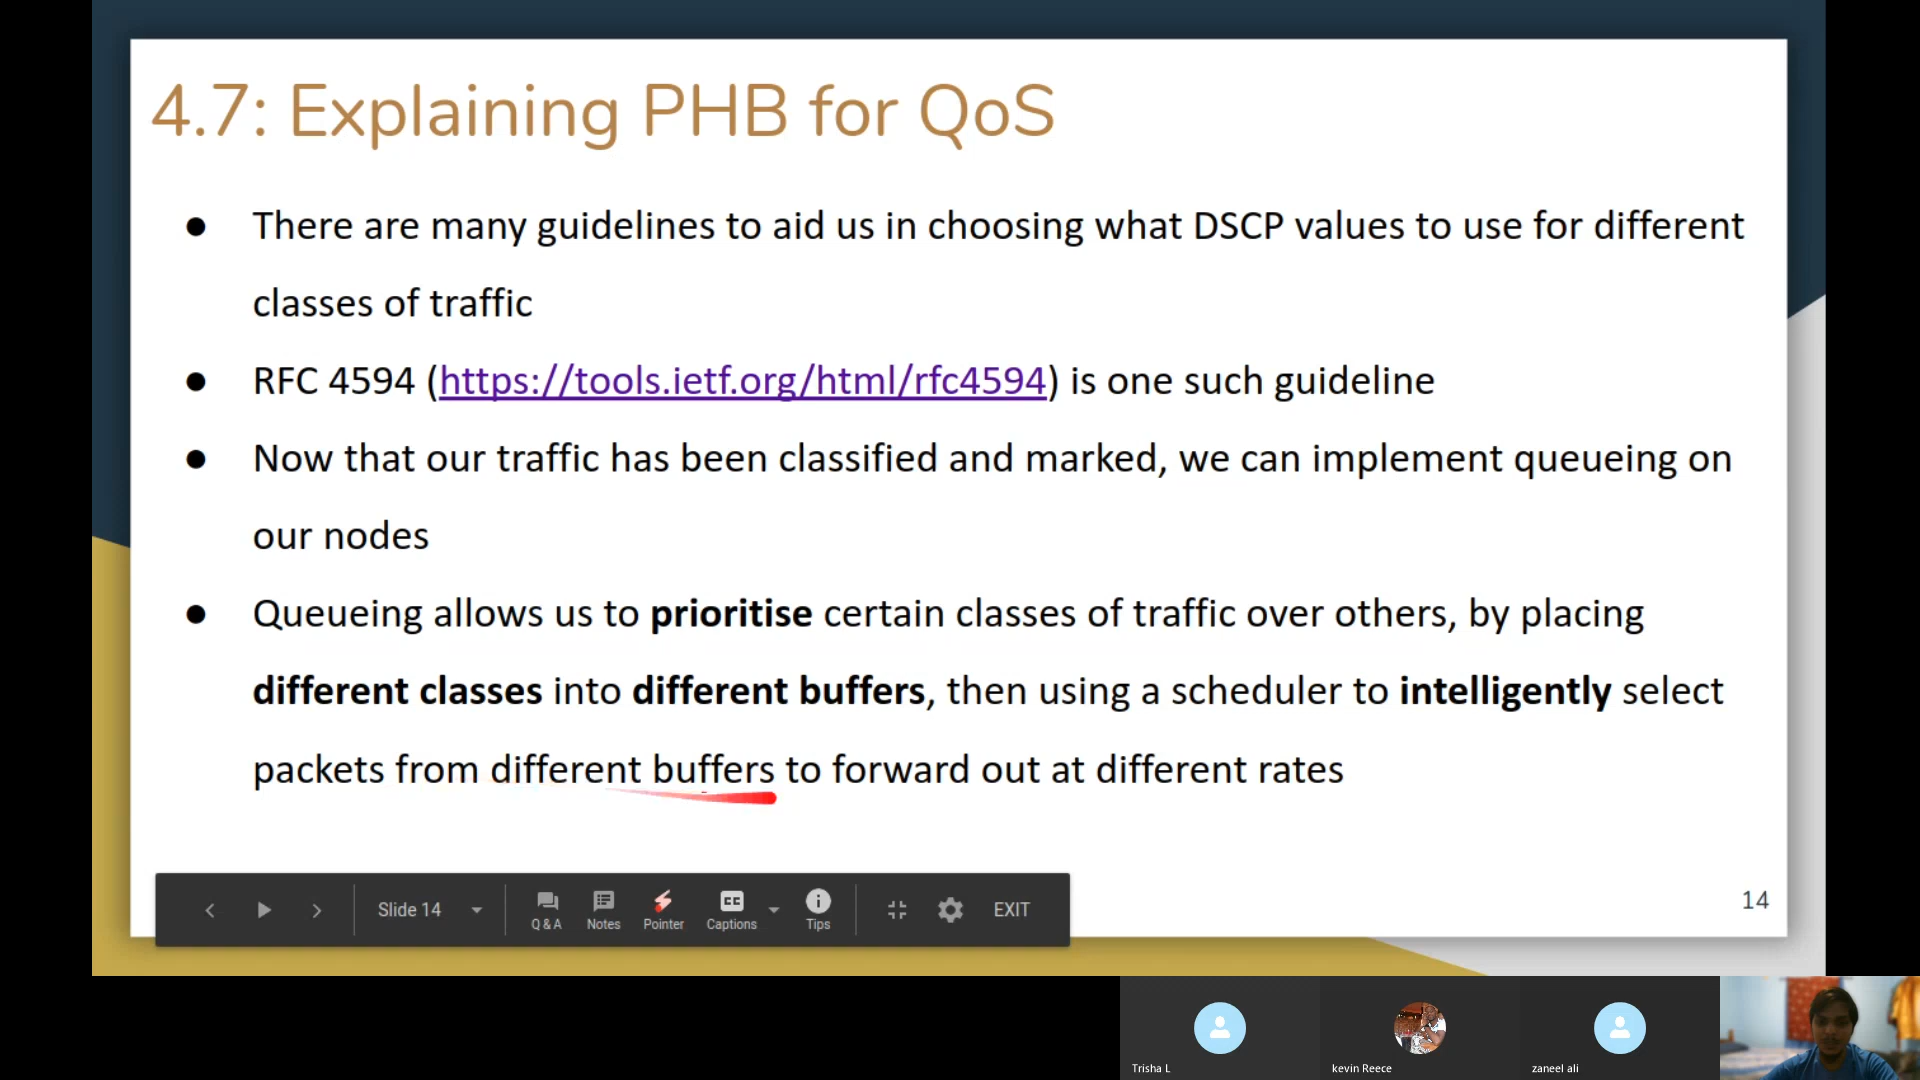 4.7: Explaining PHB for QoS
● There are many guidelines to aid us in choosing what DSCP values to use for different
classes of traffic
● RFC 4594 (https://tools.ietf.org/html/rfc4594) is one such guideline
● Now that our traffic has been classified and marked, we can implement queueing on
our nodes
● Queueing allows us to prioritise certain classes of traffic over others, by placing
different classes into different buffers, then using a scheduler to intelligently select
packets from different buffers to forward out at different rates
14
Slide 14
Q & A
Notes
Pointer
CC
Captions
Tips
EXIT
Trisha L
kevin Reece
zaneel ali